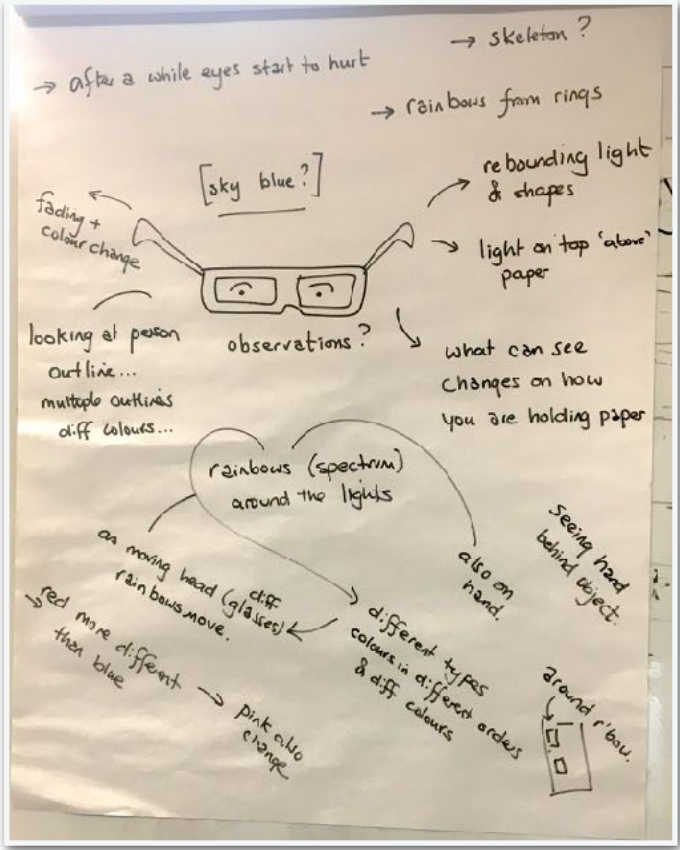 → skeleton?
→ after a while eyes start to hurt
→ rainbows from rings
[sky blue?]
rebounding light
& shapes
fading +
colour change
light on top 'above'
paper
looking at person
outline...
multiple outlines
diff colours...
observations?
what can see
changes on how
you are holding paper
rainbows (spectrum)
around the lights
on moving head (glasses)
diff
rainbows move.
also on
hand.
seeing hand
behind object.
different types
colours in different orders
& diff colours
red more different
than blue
→ pink also
change
around r'bow.